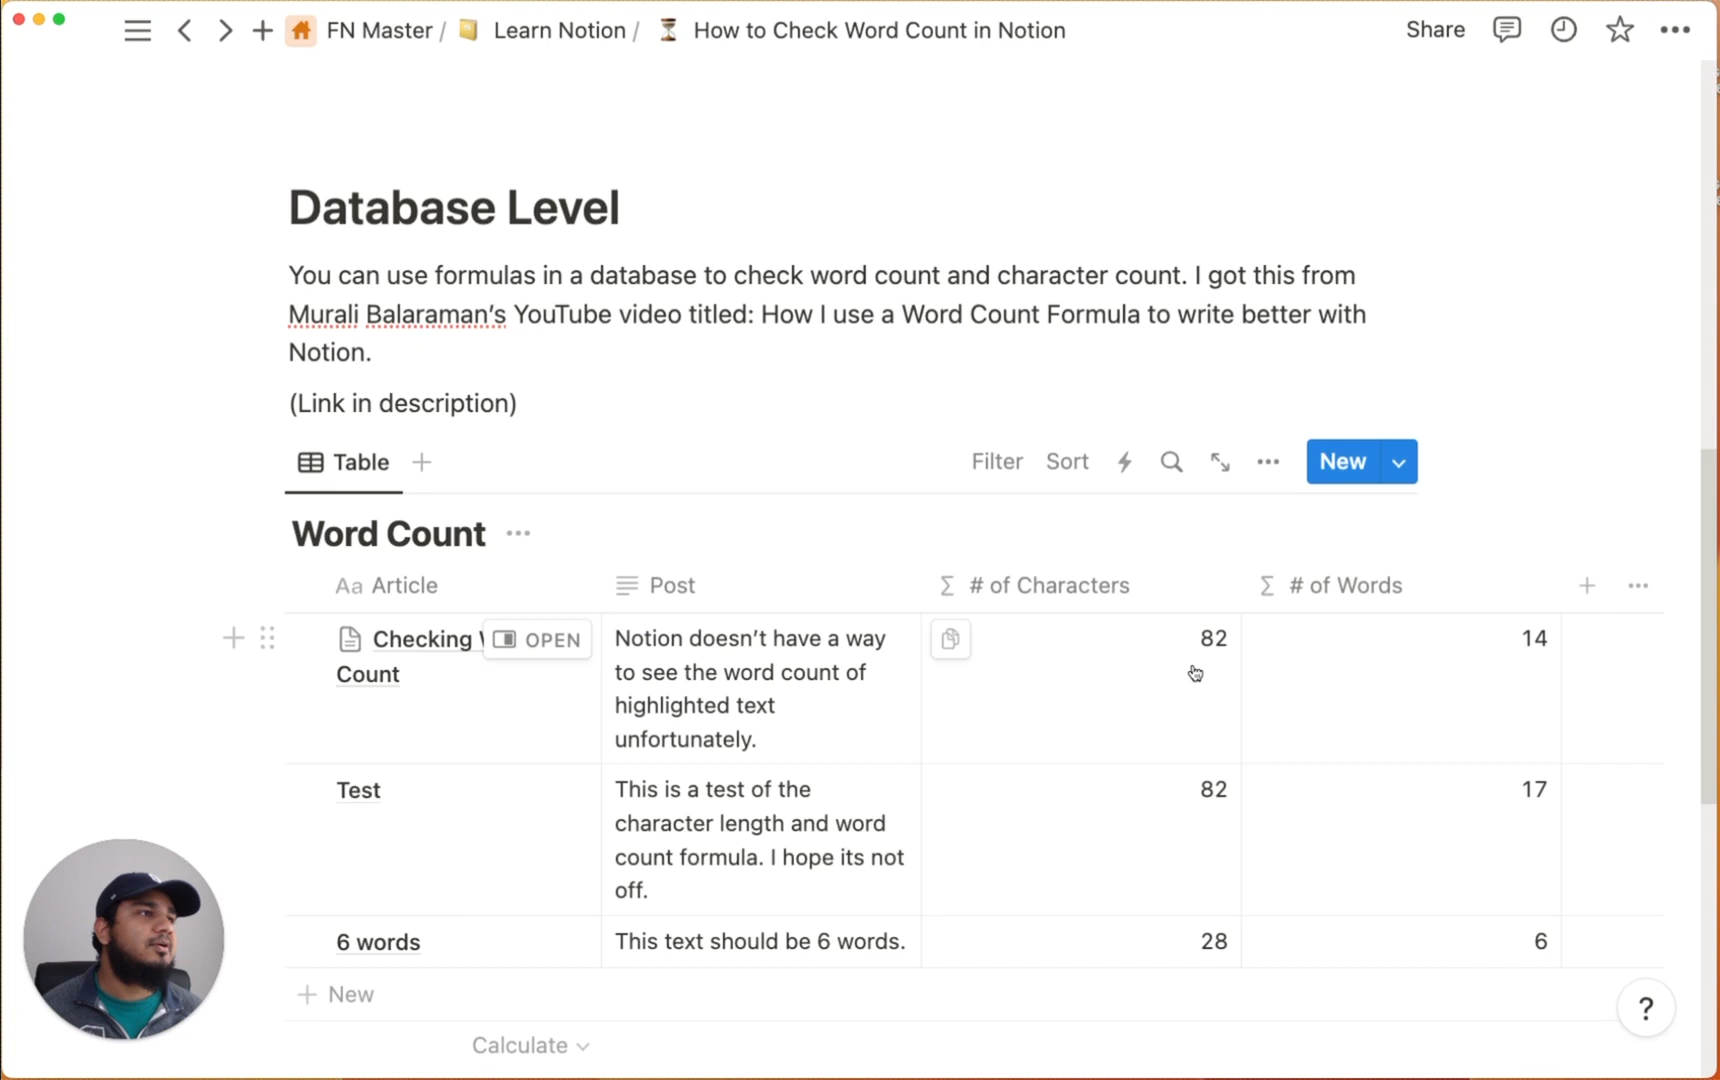 FN Master / Learn Notion / How to Check Word Count in Notion
Share
Database Level
You can use formulas in a database to check word count and character count. I got this from
Murali Balaraman’s YouTube video titled: How I use a Word Count Formula to write better with
Notion.
(Link in description)
Table
Filter Sort New
Word Count
Aa Article Post Σ # of Characters Σ # of Words
Checking OPEN
Count
Notion doesn’t have a way
to see the word count of
highlighted text
unfortunately.
82
14
Test
This is a test of the
character length and word
count formula. I hope its not
off.
82
17
6 words
This text should be 6 words.
28
6
+ New
Calculate
?